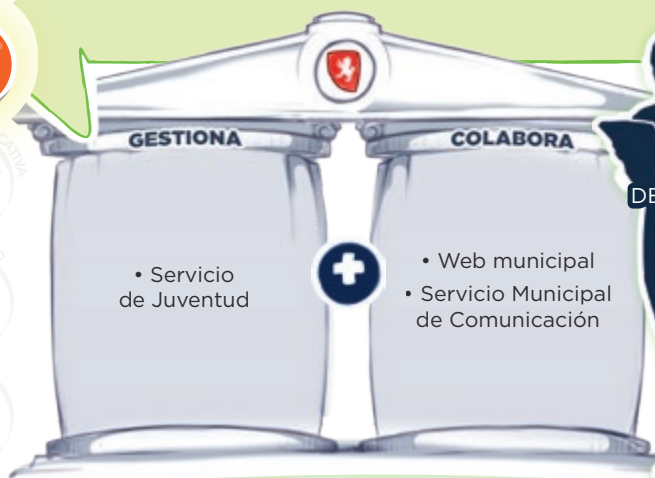 GESTIONA
COLABORA
• Servicio
de Juventud
• Web municipal
• Servicio Municipal
de Comunicación